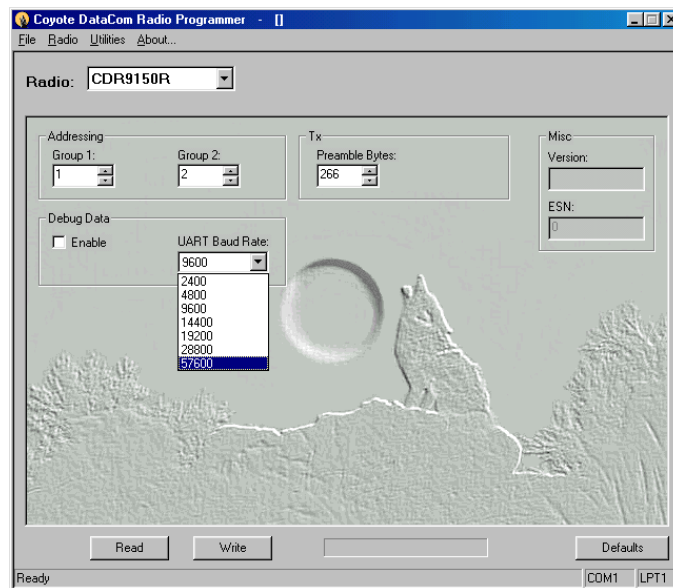 Coyote DataCom Radio Programmer - []
File Radio Utilities About...
Radio: CDR9150R
Addressing
Group 1: Group 2:
1 2
Tx
Preamble Bytes:
266
Misc
Version:
ESN:
0
Debug Data
Enable
UART Baud Rate:
9600
2400
4800
9600
14400
19200
28800
57600
Read Write Defaults
Ready COM1 LPT1